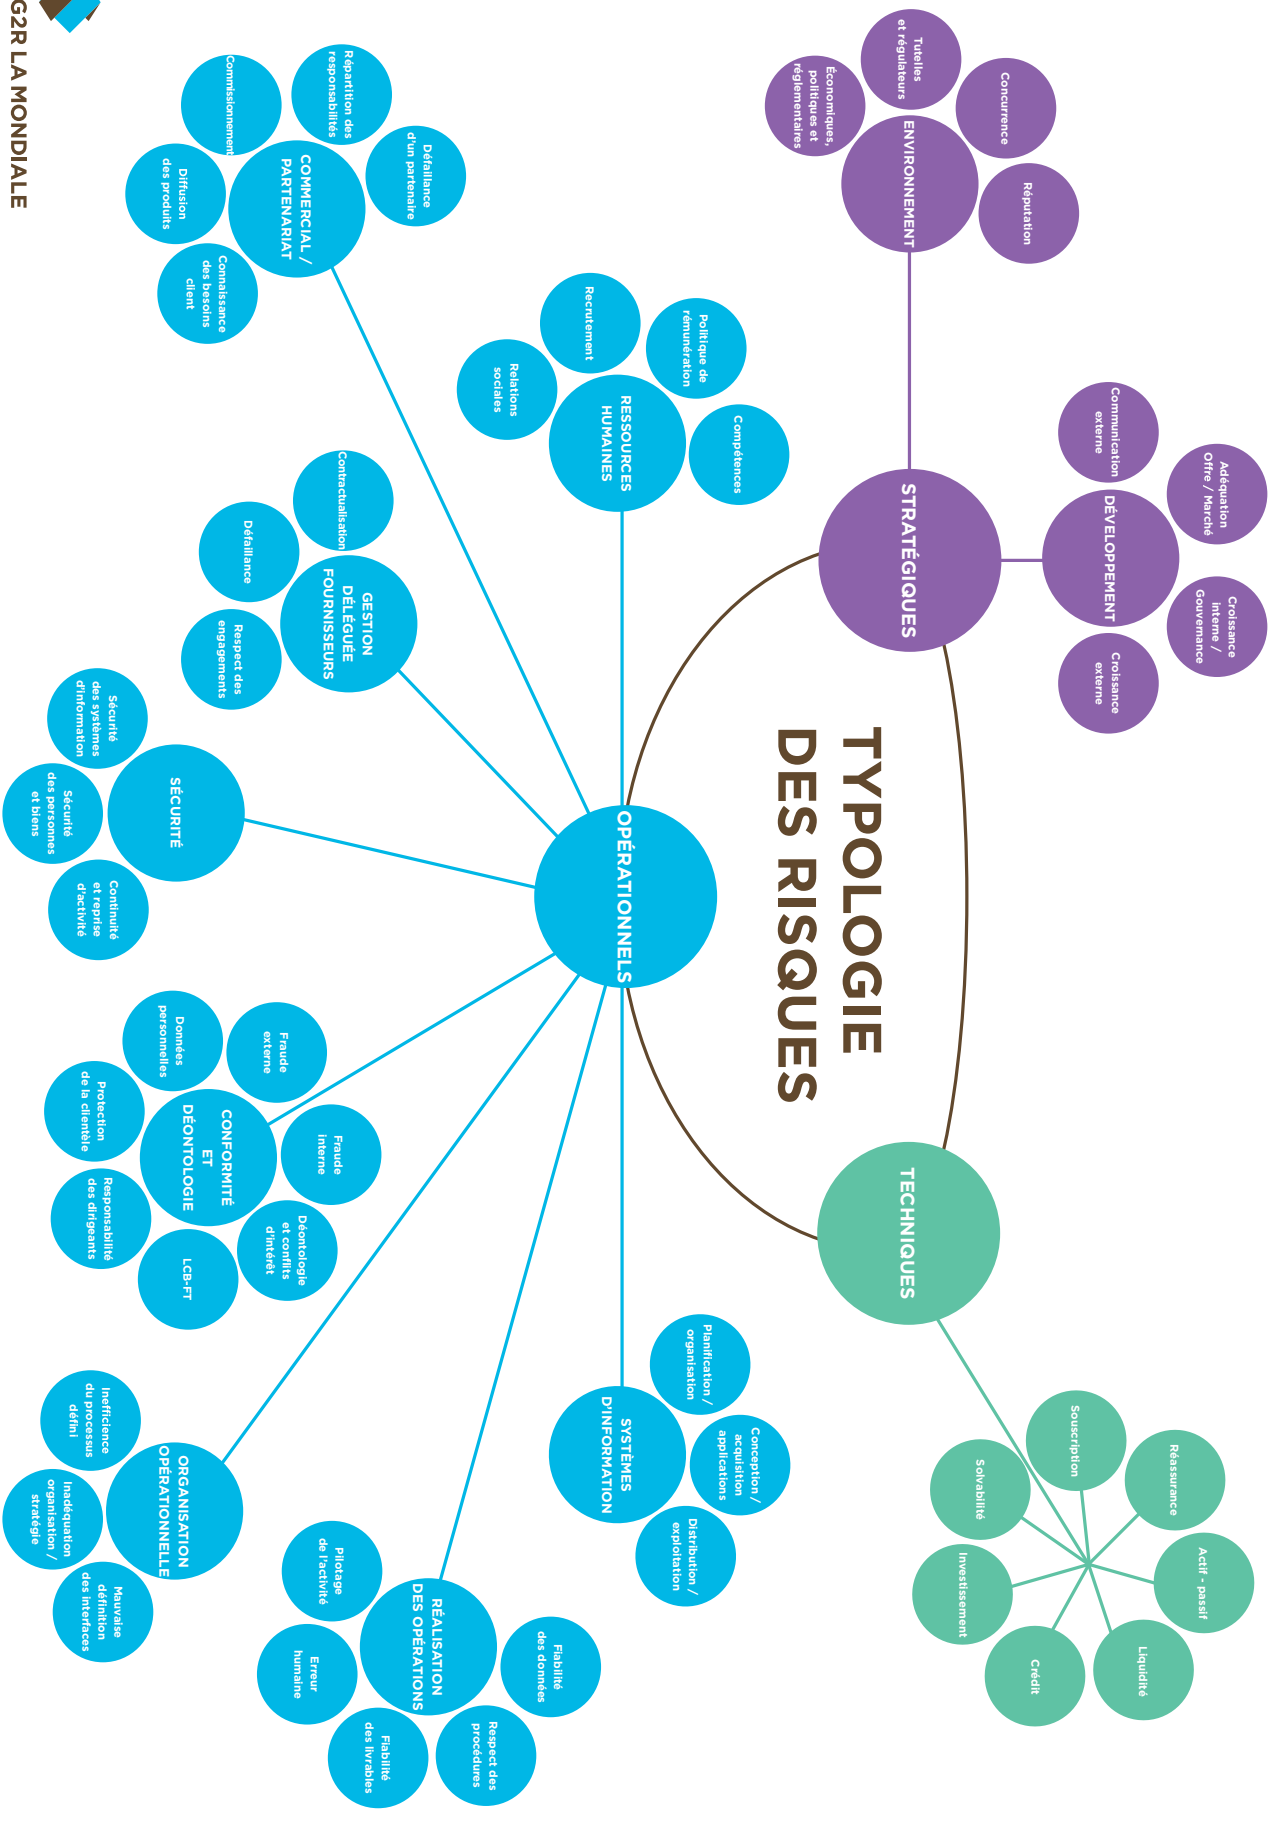 TYPOLOGIE
DES RISQUES
STRATÉGIQUES
ENVIRONNEMENT
Économiques,
politiques et
réglementaires
Tutelles
et régulateurs
Concurrence
Réputation
DÉVELOPPEMENT
Communication
externe
Adéquation
Offre / Marché
Croissance
interne /
Gouvernance
Croissance
externe
TECHNIQUES
Solvabilité
Souscription
Réassurance
Actif - passif
Liquidité
Crédit
Investissement
OPÉRATIONNELS
RESSOURCES
HUMAINES
Relations
sociales
Recrutement
Politique de
rémunération
Compétences
COMMERCIAL /
PARTENARIAT
Défaillance
d'un partenaire
Répartition des
responsabilités
Commissionnement
Diffusion
des produits
Connaissance
des besoins
client
GESTION
DÉLÉGUÉE
FOURNISSEURS
Contractualisation
Défaillance
Respect des
engagements
SÉCURITÉ
Sécurité
des systèmes
d'information
Sécurité
des personnes
et biens
Continuité
et reprise
d'activité
CONFORMITÉ
ET
DÉONTOLOGIE
Fraude
externe
Données
personnelles
Protection
de la clientèle
Responsabilité
des dirigeants
LCB-FT
Déontologie
et conflits
d'intérêt
Fraude
interne
ORGANISATION
OPÉRATIONNELLE
Inefficience
du processus
défini
Inadéquation
organisation /
stratégie
Mauvaise
définition
des interfaces
RÉALISATION
DES OPÉRATIONS
Pilotage
de l'activité
Erreur
humaine
Fiabilité
des livrables
Respect des
procédures
Fiabilité
des données
SYSTÈMES
D'INFORMATION
Planification /
organisation
Conception /
acquisition
applications
Distribution /
exploitation
G2R LA MONDIALE